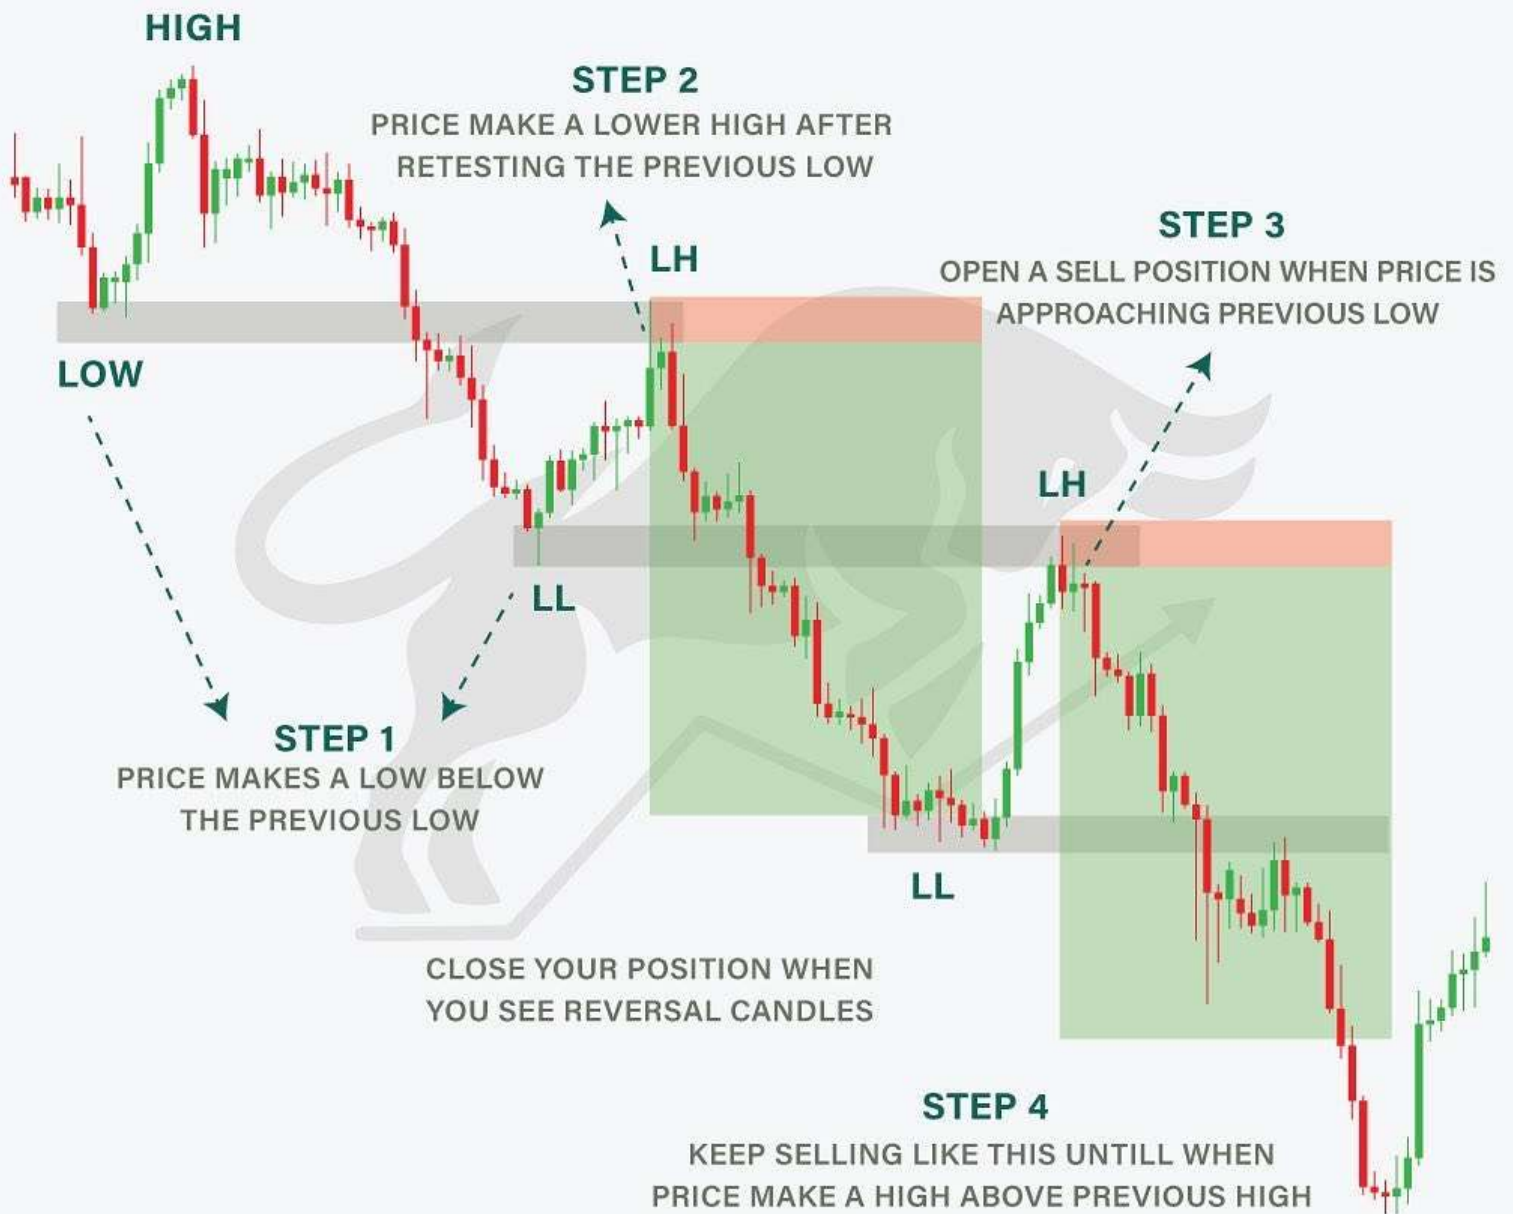 HIGH
STEP 2
PRICE MAKE A LOWER HIGH AFTER
RETESTING THE PREVIOUS LOW
LH
STEP 3
OPEN A SELL POSITION WHEN PRICE IS
APPROACHING PREVIOUS LOW
LOW
LH
LL
STEP 1
PRICE MAKES A LOW BELOW
THE PREVIOUS LOW
LL
CLOSE YOUR POSITION WHEN
YOU SEE REVERSAL CANDLES
STEP 4
KEEP SELLING LIKE THIS UNTILL WHEN
PRICE MAKE A HIGH ABOVE PREVIOUS HIGH